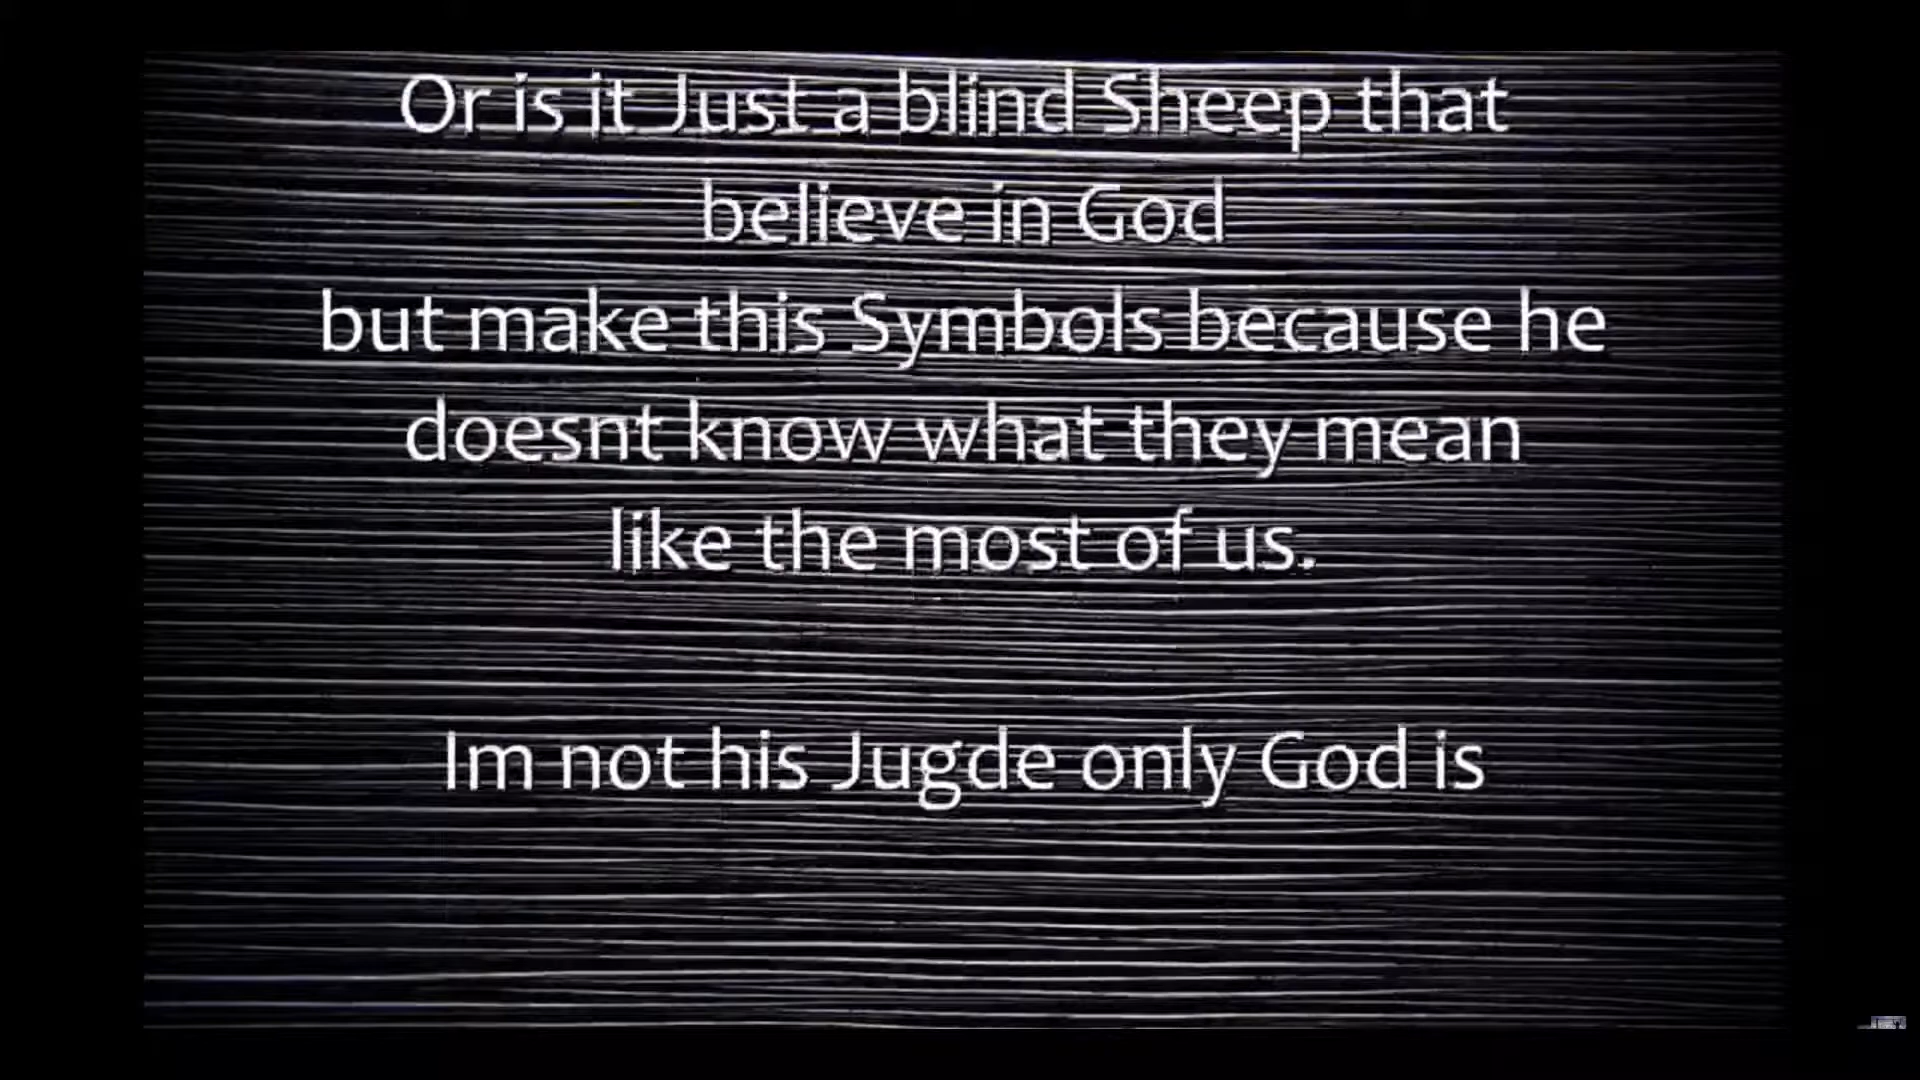 Or is it Just a blind Sheep that
believe in God
but make this Symbols because he
doesnt know what they mean
like the most of us.
Im not his Jugde only God is